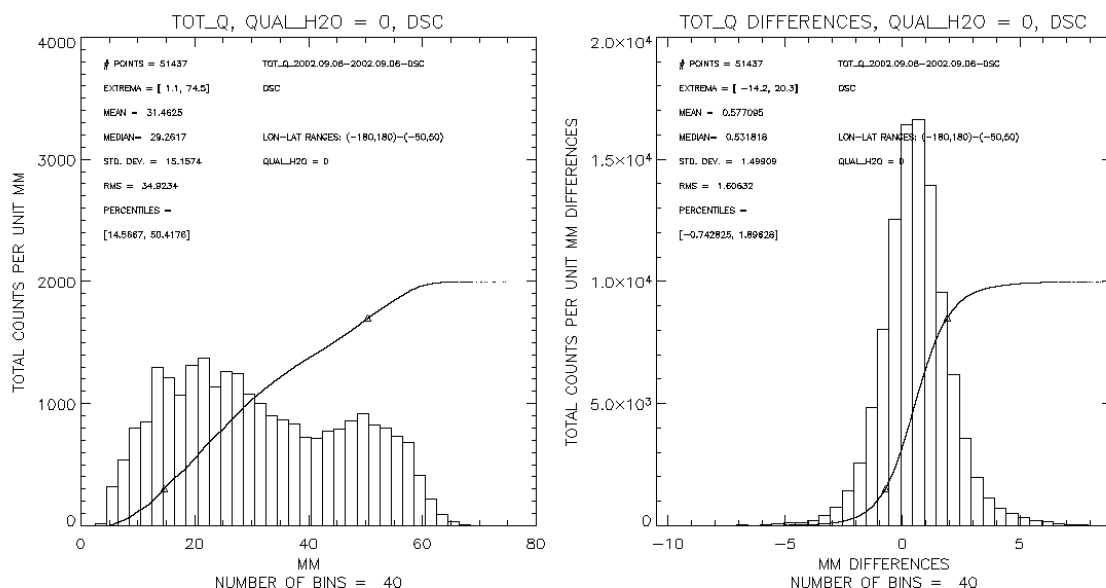 TOT_Q, QUAL_H2O = 0, DSC
4000
3000
2000
1000
0
TOTAL COUNTS PER UNIT MM
# POINTS = 51437
EXTREMA = [ 1.1, 74.5]
MEAN = 31.4625
MEDIAN= 29.2617
STD. DEV. = 15.1574
RMS = 34.9234
PERCENTILES =
[14.5667, 50.4176]
TOT_Q_2002.09.06-2002.09.06-DSC
DSC
LON-LAT RANGES: (-180,180)-(-50,60)
QUAL_H2O = 0
0 20 40 60 80
MM
NUMBER OF BINS = 40
TOT_Q DIFFERENCES, QUAL_H2O = 0, DSC
2.0×10⁴
1.5×10⁴
1.0×10⁴
5.0×10³
0
TOTAL COUNTS PER UNIT MM DIFFERENCES
# POINTS = 51437
EXTREMA = [ -14.2, 20.3]
MEAN = 0.577095
MEDIAN= 0.531818
STD. DEV. = 1.49909
RMS = 1.60632
PERCENTILES =
[-0.742825, 1.89626]
TOT_Q_2002.09.06-2002.09.06-DSC
DSC
LON-LAT RANGES: (-180,180)-(-50,60)
QUAL_H2O = 0
-10 -5 0 5
MM DIFFERENCES
NUMBER OF BINS = 40